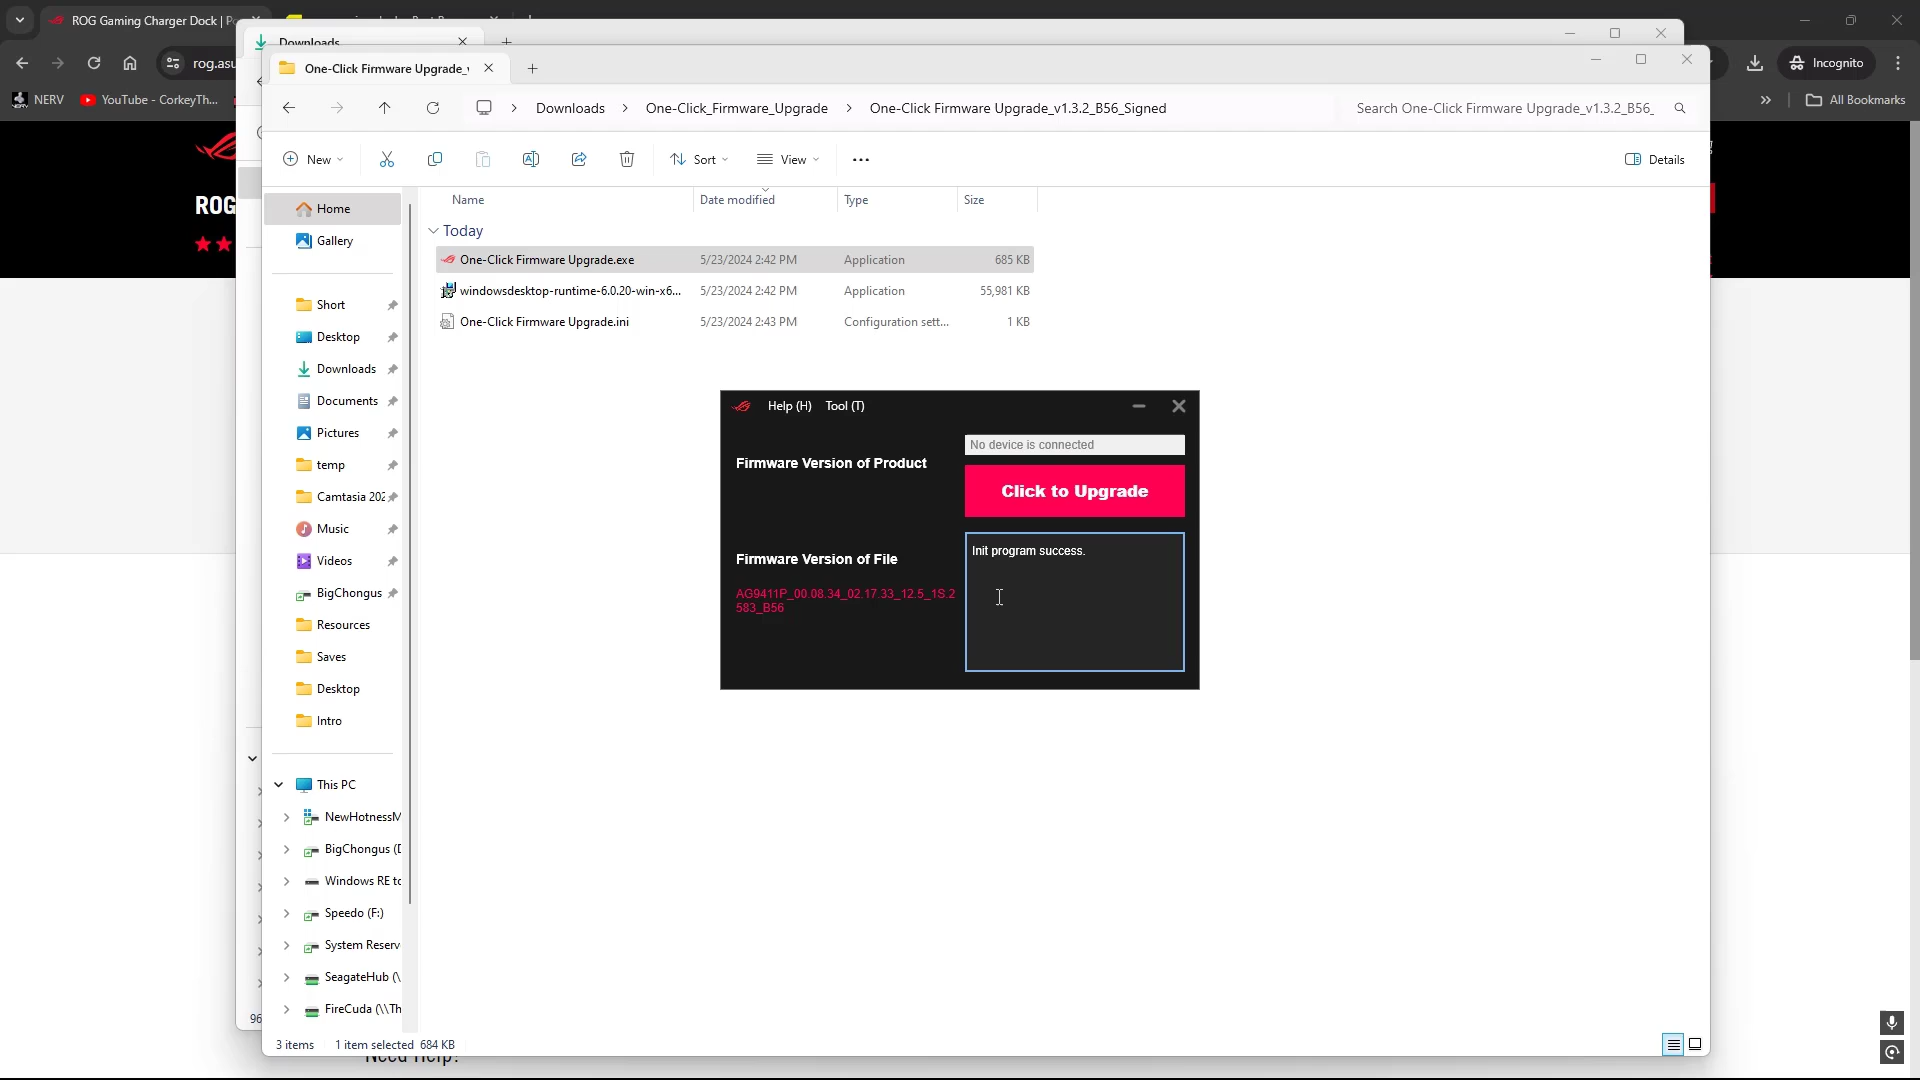 ROG Gaming Charger Dock | P
Downloads
One-Click Firmware Upgrade_v
rog.asu
Incognito
NERV
YouTube - CorkeyTh...
All Bookmarks
Downloads > One-Click_Firmware_Upgrade > One-Click Firmware Upgrade_v1.3.2_B56_Signed
Search One-Click Firmware Upgrade_v1.3.2_B56_
New
Sort
View
Details
ROG
Name
Date modified
Type
Size
Home
Gallery
Short
Desktop
Downloads
Documents
Pictures
temp
Camtasia 202
Music
Videos
BigChongus
Resources
Saves
Desktop
Intro
This PC
NewHotnessM
BigChongus (D
Windows RE to
Speedo (F:)
System Reserv
SeagateHub (\
FireCuda (\\Th
Today
One-Click Firmware Upgrade.exe 5/23/2024 2:42 PM Application 685 KB
windowsdesktop-runtime-6.0.20-win-x6... 5/23/2024 2:42 PM Application 55,981 KB
One-Click Firmware Upgrade.ini 5/23/2024 2:43 PM Configuration sett... 1 KB
Help (H) Tool (T)
Firmware Version of Product
No device is connected
Click to Upgrade
Firmware Version of File
AG9411P_00.08.34_02.17.33_12.5_1S.2
583_B56
Init program success.
96
3 items 1 item selected 684 KB
Need Help?